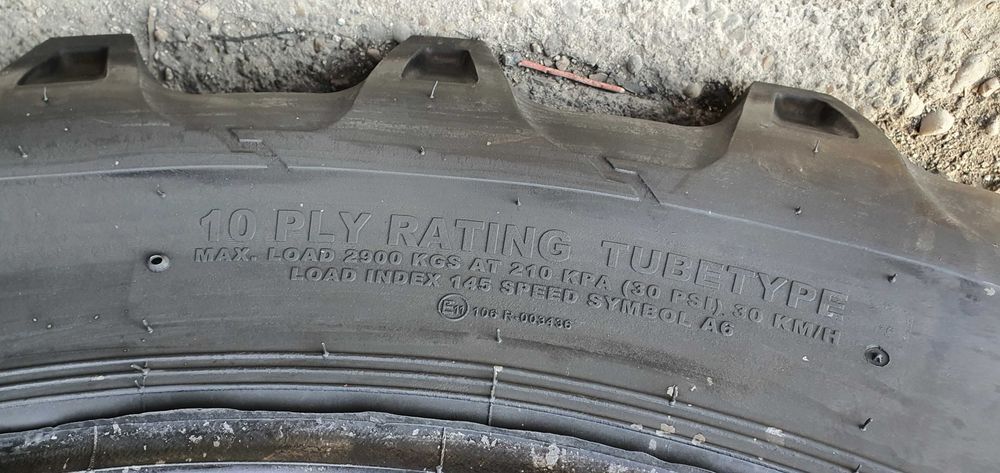 10 PLY RATING TUBETYPE
MAX. LOAD 2900 KGS AT 210 KPA (30 PSI), 30 KM/H
LOAD INDEX 145 SPEED SYMBOL A6
E11 106 R-003436